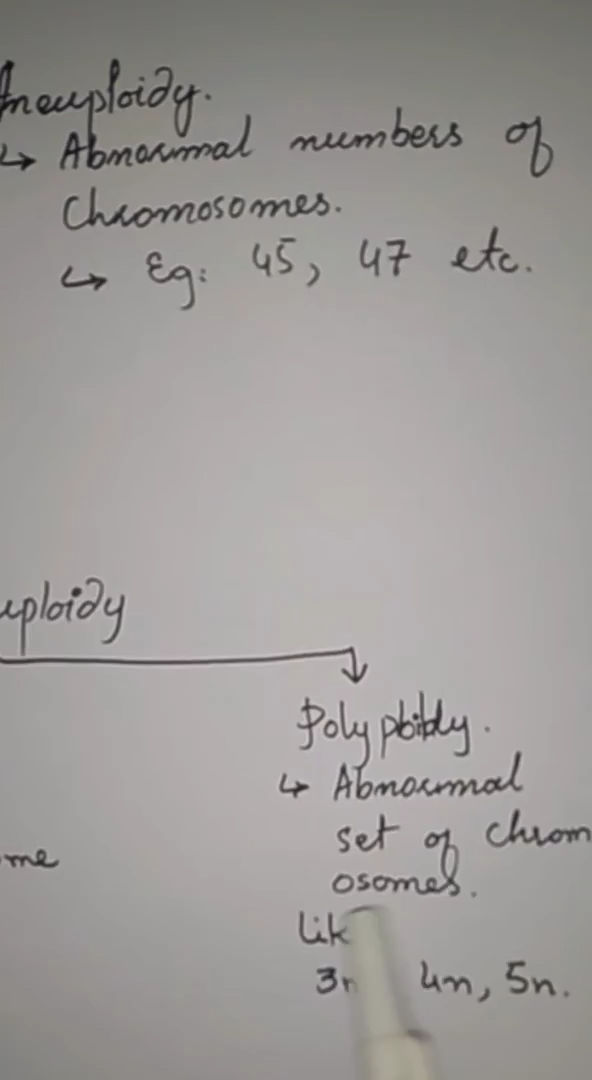 Aneuploidy.
↳ Abnormal numbers of
Chromosomes.
↳ Eg: 45, 47 etc.
uploidy
Polyploidy.
↳ Abnormal
set of chrom
me
osomes.
Lik
3n 4n, 5n.